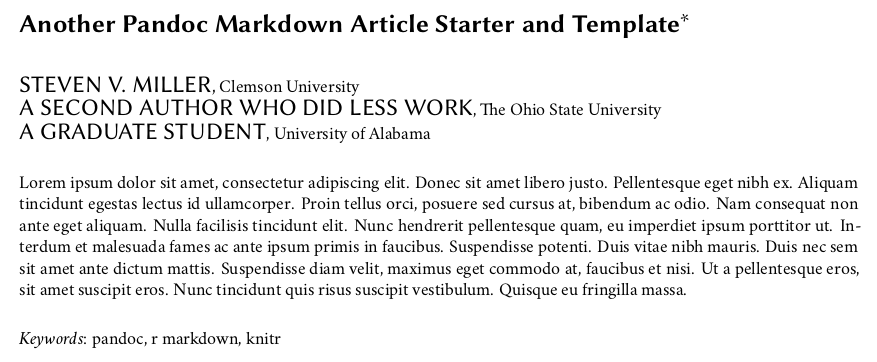 Another Pandoc Markdown Article Starter and Template*
STEVEN V. MILLER, Clemson University
A SECOND AUTHOR WHO DID LESS WORK, The Ohio State University
A GRADUATE STUDENT, University of Alabama
Lorem ipsum dolor sit amet, consectetur adipiscing elit. Donec sit amet libero justo. Pellentesque eget nibh ex. Aliquam
tincidunt egestas lectus id ullamcorper. Proin tellus orci, posuere sed cursus at, bibendum ac odio. Nam consequat non
ante eget aliquam. Nulla facilisis tincidunt elit. Nunc hendrerit pellentesque quam, eu imperdiet ipsum porttitor ut. In-
terdum et malesuada fames ac ante ipsum primis in faucibus. Suspendisse potenti. Duis vitae nibh mauris. Duis nec sem
sit amet ante dictum mattis. Suspendisse diam velit, maximus eget commodo at, faucibus et nisi. Ut a pellentesque eros,
sit amet suscipit eros. Nunc tincidunt quis risus suscipit vestibulum. Quisque eu fringilla massa.
Keywords: pandoc, r markdown, knitr